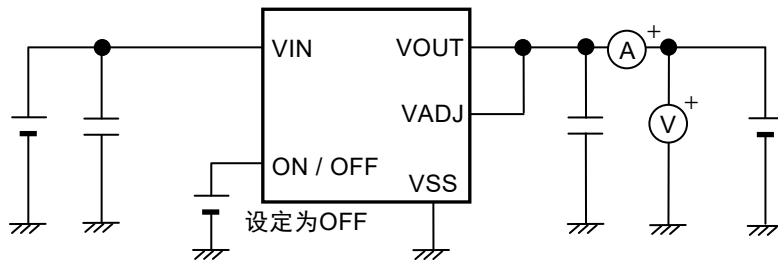 VIN
VOUT
A
+
VADJ
V
+
ON / OFF
VSS
设定为OFF